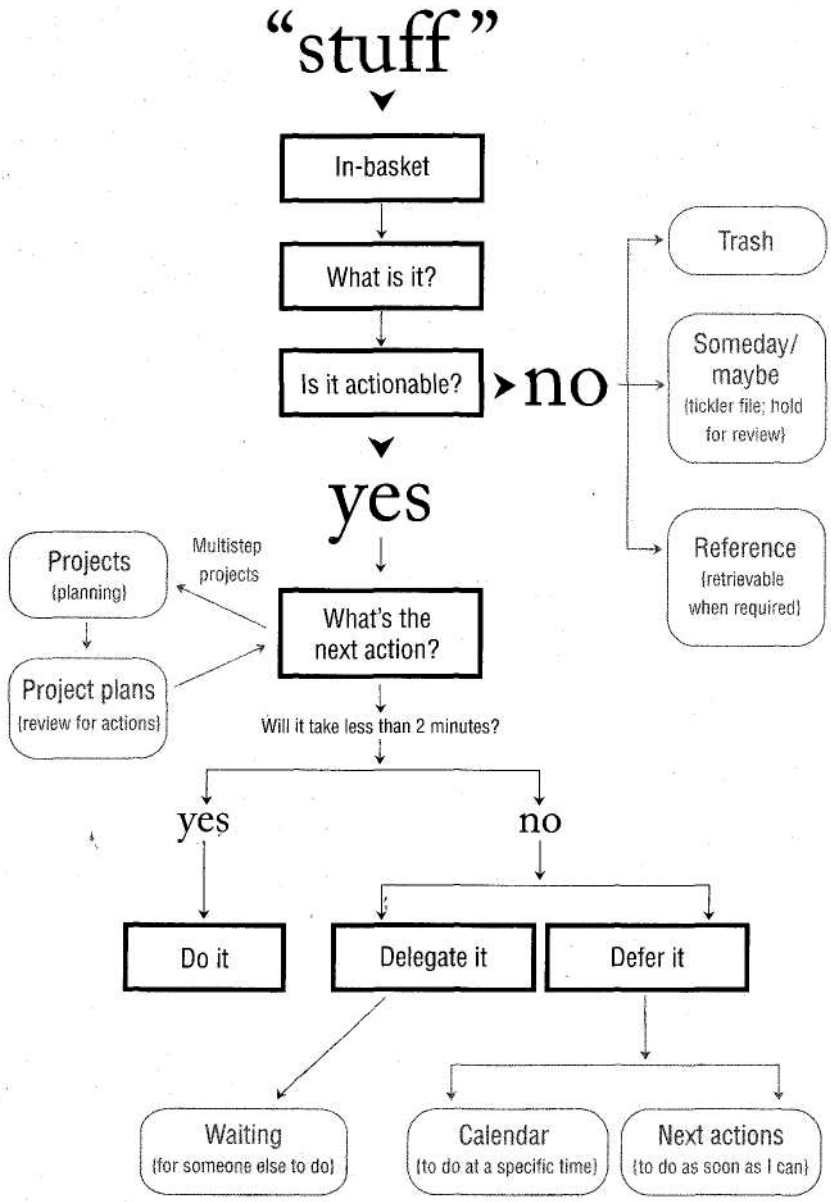 “stuff”
In-basket
What is it?
Is it actionable?
no
Trash
Someday/
maybe
{tickler file; hold
for review}
Reference
{retrievable
when required}
yes
Multistep
projects
Projects
{planning}
Project plans
{review for actions}
What's the
next action?
Will it take less than 2 minutes?
yes
no
Do it
Delegate it
Defer it
Waiting
{for someone else to do}
Calendar
{to do at a specific time}
Next actions
{to do as soon as I can}